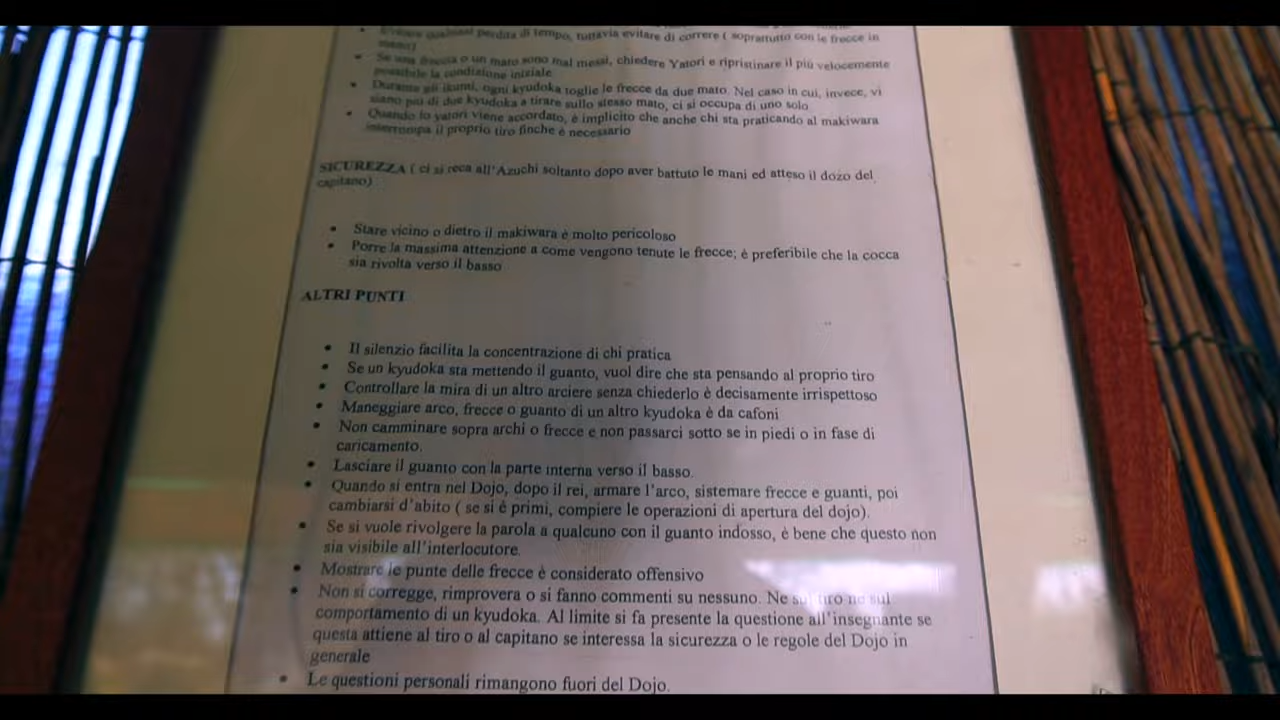 perdita di tempo, tuttavia evitare di correre ( soprattutto con le frecce in
mano)
• Se una freccia o un mato sono mal messi, chiedere Yatori e ripristinare il più velocemente
possibile la condizione iniziale
• Durante gli ikunti, ogni kyudoka toglie le frecce da due mato. Nel caso in cui, invece, vi
siano più di due kyudoka a tirare sullo stesso mato, ci si occupa di uno solo
• Quando lo yatori viene accordato, è implicito che anche chi sta praticando al makiwara
interrompa il proprio tiro finche è necessario
SICUREZZA ( ci si reca all'Azuchi soltanto dopo aver battuto le mani ed atteso il dozo del
capitano)
• Stare vicino o dietro il makiwara è molto pericoloso
• Porre la massima attenzione a come vengono tenute le frecce; è preferibile che la cocca
sia rivolta verso il basso
ALTRI PUNTI
• Il silenzio facilita la concentrazione di chi pratica
• Se un kyudoka sta mettendo il guanto, vuol dire che sta pensando al proprio tiro
• Controllare la mira di un altro arciere senza chiederlo è decisamente irrispettoso
• Maneggiare arco, frecce o guanto di un altro kyudoka è da cafoni
• Non camminare sopra archi o frecce e non passarci sotto se in piedi o in fase di
caricamento.
• Lasciare il guanto con la parte interna verso il basso.
• Quando si entra nel Dojo, dopo il rei, armare l'arco, sistemare frecce e guanti, poi
cambiarsi d'abito ( se si è primi, compiere le operazioni di apertura del dojo).
• Se si vuole rivolgere la parola a qualcuno con il guanto indosso, è bene che questo non
sia visibile all'interlocutore.
• Mostrare le punte delle frecce è considerato offensivo
• Non si corregge, rimprovera o si fanno commenti su nessuno. Ne sul tiro ne sul
comportamento di un kyudoka. Al limite si fa presente la questione all'insegnante se
questa attiene al tiro o al capitano se interessa la sicurezza o le regole del Dojo in
generale
• Le questioni personali rimangono fuori del Dojo.